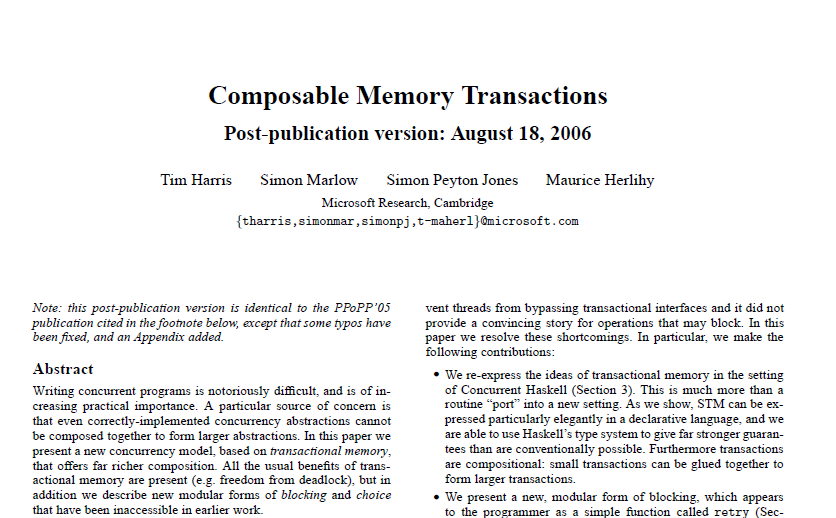 Composable Memory Transactions
Post-publication version: August 18, 2006
Tim Harris Simon Marlow Simon Peyton Jones Maurice Herlihy
Microsoft Research, Cambridge
{tharris,simonmar,simonpj,t-maherl}@microsoft.com
Note: this post-publication version is identical to the PPoPP'05
publication cited in the footnote below, except that some typos have
been fixed, and an Appendix added.
Abstract
Writing concurrent programs is notoriously difficult, and is of in-
creasing practical importance. A particular source of concern is
that even correctly-implemented concurrency abstractions cannot
be composed together to form larger abstractions. In this paper we
present a new concurrency model, based on transactional memory,
that offers far richer composition. All the usual benefits of trans-
actional memory are present (e.g. freedom from deadlock), but in
addition we describe new modular forms of blocking and choice
that have been inaccessible in earlier work.
vent threads from bypassing transactional interfaces and it did not
provide a convincing story for operations that may block. In this
paper we resolve these shortcomings. In particular, we make the
following contributions:
• We re-express the ideas of transactional memory in the setting
of Concurrent Haskell (Section 3). This is much more than a
routine “port” into a new setting. As we show, STM can be ex-
pressed particularly elegantly in a declarative language, and we
are able to use Haskell's type system to give far stronger guaran-
tees than are conventionally possible. Furthermore transactions
are compositional: small transactions can be glued together to
form larger transactions.
• We present a new, modular form of blocking, which appears
to the programmer as a simple function called retry (Sec-